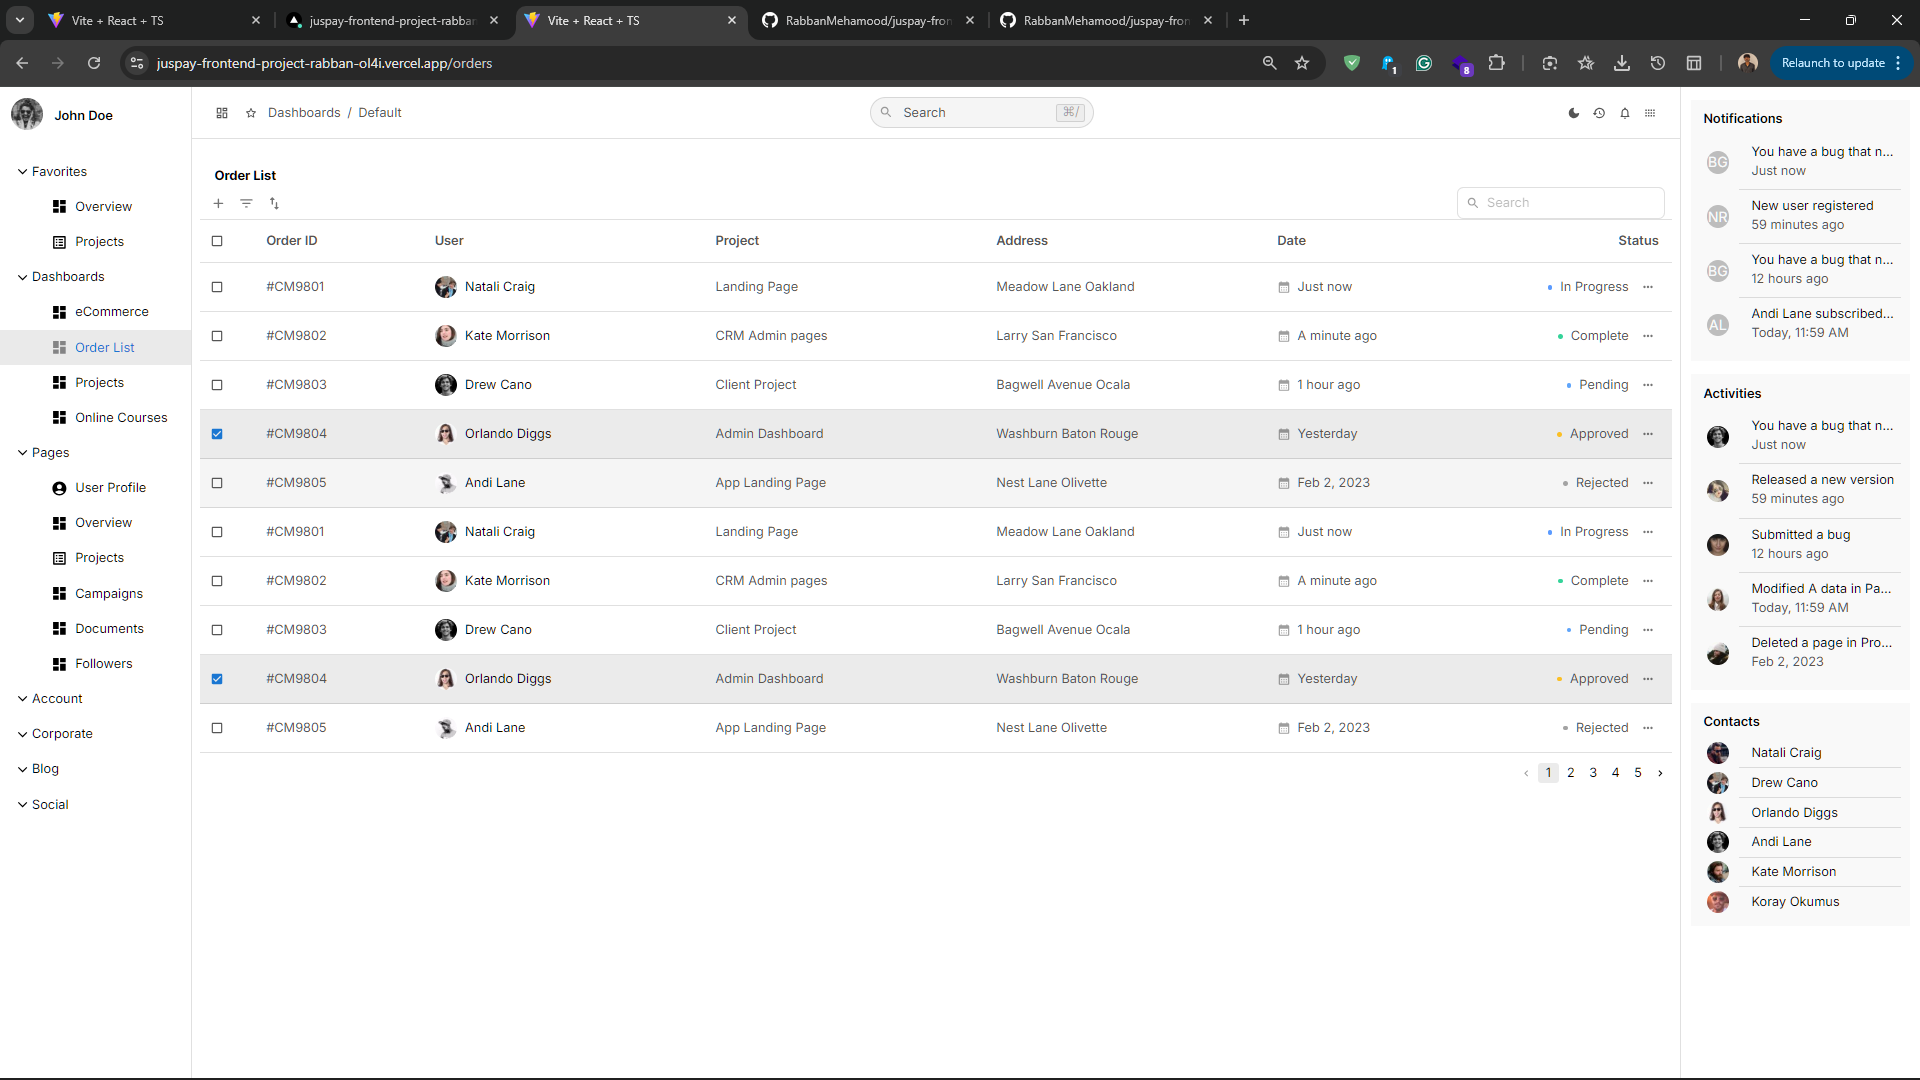 Vite + React + TS
juspay-frontend-project-rabban
Vite + React + TS
RabbanMehamood/juspay-fron
RabbanMehamood/juspay-fron
juspay-frontend-project-rabban-ol4i.vercel.app/orders
1
8
Relaunch to update
John Doe
Favorites
Overview
Projects
Dashboards
eCommerce
Order List
Projects
Online Courses
Pages
User Profile
Overview
Projects
Campaigns
Documents
Followers
Account
Corporate
Blog
Social
Dashboards / Default
Search ⌘/
Order List
Search
Order ID User Project Address Date Status
#CM9801 Natali Craig Landing Page Meadow Lane Oakland Just now In Progress ...
#CM9802 Kate Morrison CRM Admin pages Larry San Francisco A minute ago Complete ...
#CM9803 Drew Cano Client Project Bagwell Avenue Ocala 1 hour ago Pending ...
#CM9804 Orlando Diggs Admin Dashboard Washburn Baton Rouge Yesterday Approved ...
#CM9805 Andi Lane App Landing Page Nest Lane Olivette Feb 2, 2023 Rejected ...
#CM9801 Natali Craig Landing Page Meadow Lane Oakland Just now In Progress ...
#CM9802 Kate Morrison CRM Admin pages Larry San Francisco A minute ago Complete ...
#CM9803 Drew Cano Client Project Bagwell Avenue Ocala 1 hour ago Pending ...
#CM9804 Orlando Diggs Admin Dashboard Washburn Baton Rouge Yesterday Approved ...
#CM9805 Andi Lane App Landing Page Nest Lane Olivette Feb 2, 2023 Rejected ...
‹ 1 2 3 4 5 ›
Notifications
BG You have a bug that n...
Just now
NR New user registered
59 minutes ago
BG You have a bug that n...
12 hours ago
AL Andi Lane subscribed...
Today, 11:59 AM
Activities
You have a bug that n...
Just now
Released a new version
59 minutes ago
Submitted a bug
12 hours ago
Modified A data in Pa...
Today, 11:59 AM
Deleted a page in Pro...
Feb 2, 2023
Contacts
Natali Craig
Drew Cano
Orlando Diggs
Andi Lane
Kate Morrison
Koray Okumus